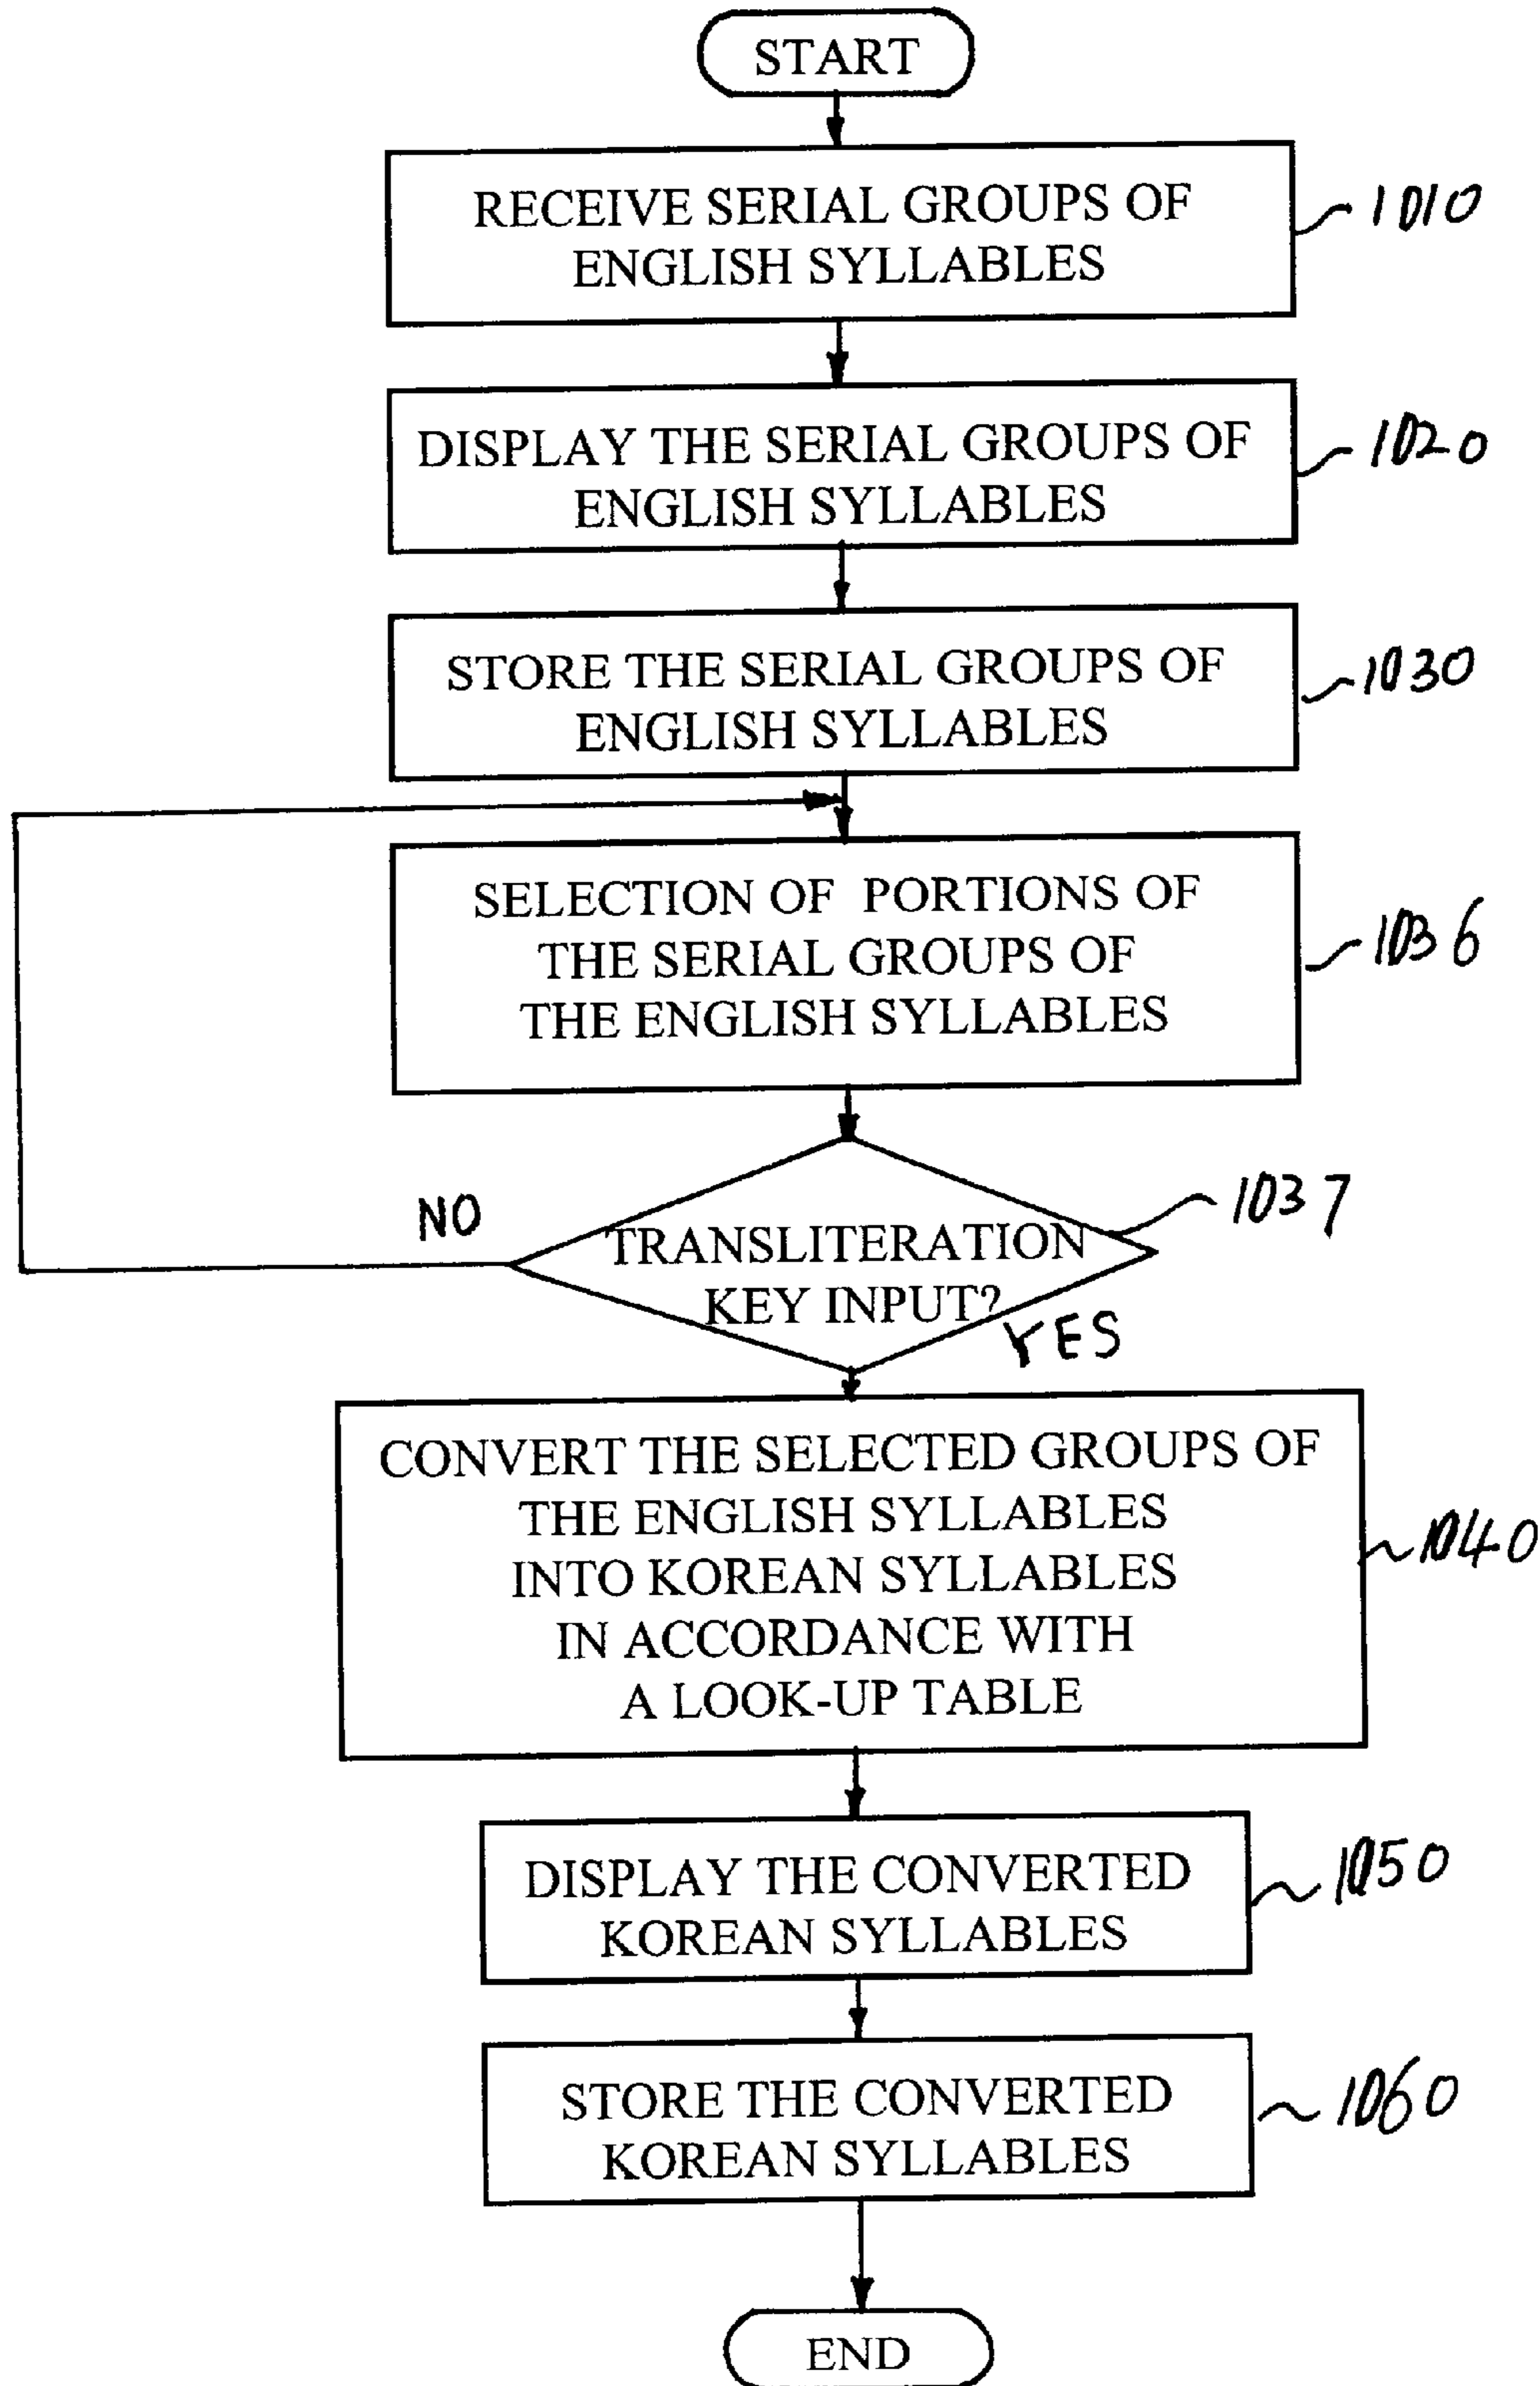 START
RECEIVE SERIAL GROUPS OF
ENGLISH SYLLABLES
1010
DISPLAY THE SERIAL GROUPS OF
ENGLISH SYLLABLES
1020
STORE THE SERIAL GROUPS OF
ENGLISH SYLLABLES
1030
SELECTION OF PORTIONS OF
THE SERIAL GROUPS OF
THE ENGLISH SYLLABLES
1036
NO
TRANSLITERATION
KEY INPUT?
1037
YES
CONVERT THE SELECTED GROUPS OF
THE ENGLISH SYLLABLES
INTO KOREAN SYLLABLES
IN ACCORDANCE WITH
A LOOK-UP TABLE
1040
DISPLAY THE CONVERTED
KOREAN SYLLABLES
1050
STORE THE CONVERTED
KOREAN SYLLABLES
1060
END